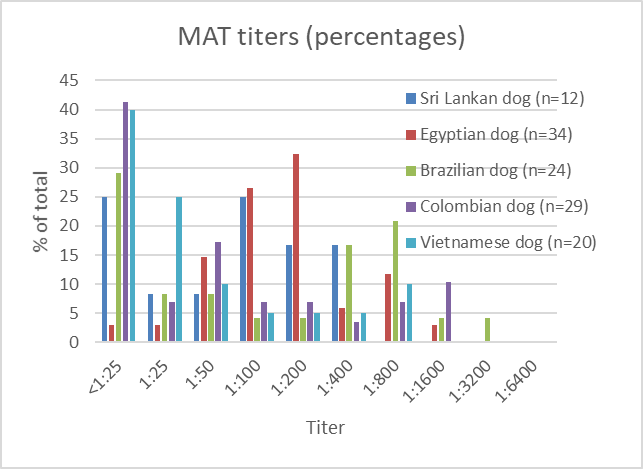 MAT titers (percentages)
45
40
35
30
25
20
15
10
5
0
% of total
Sri Lankan dog (n=12)
Egyptian dog (n=34)
Brazilian dog (n=24)
Colombian dog (n=29)
Vietnamese dog (n=20)
<1:25
1:25
1:50
1:100
1:200
1:400
1:800
1:1600
1:3200
1:6400
Titer